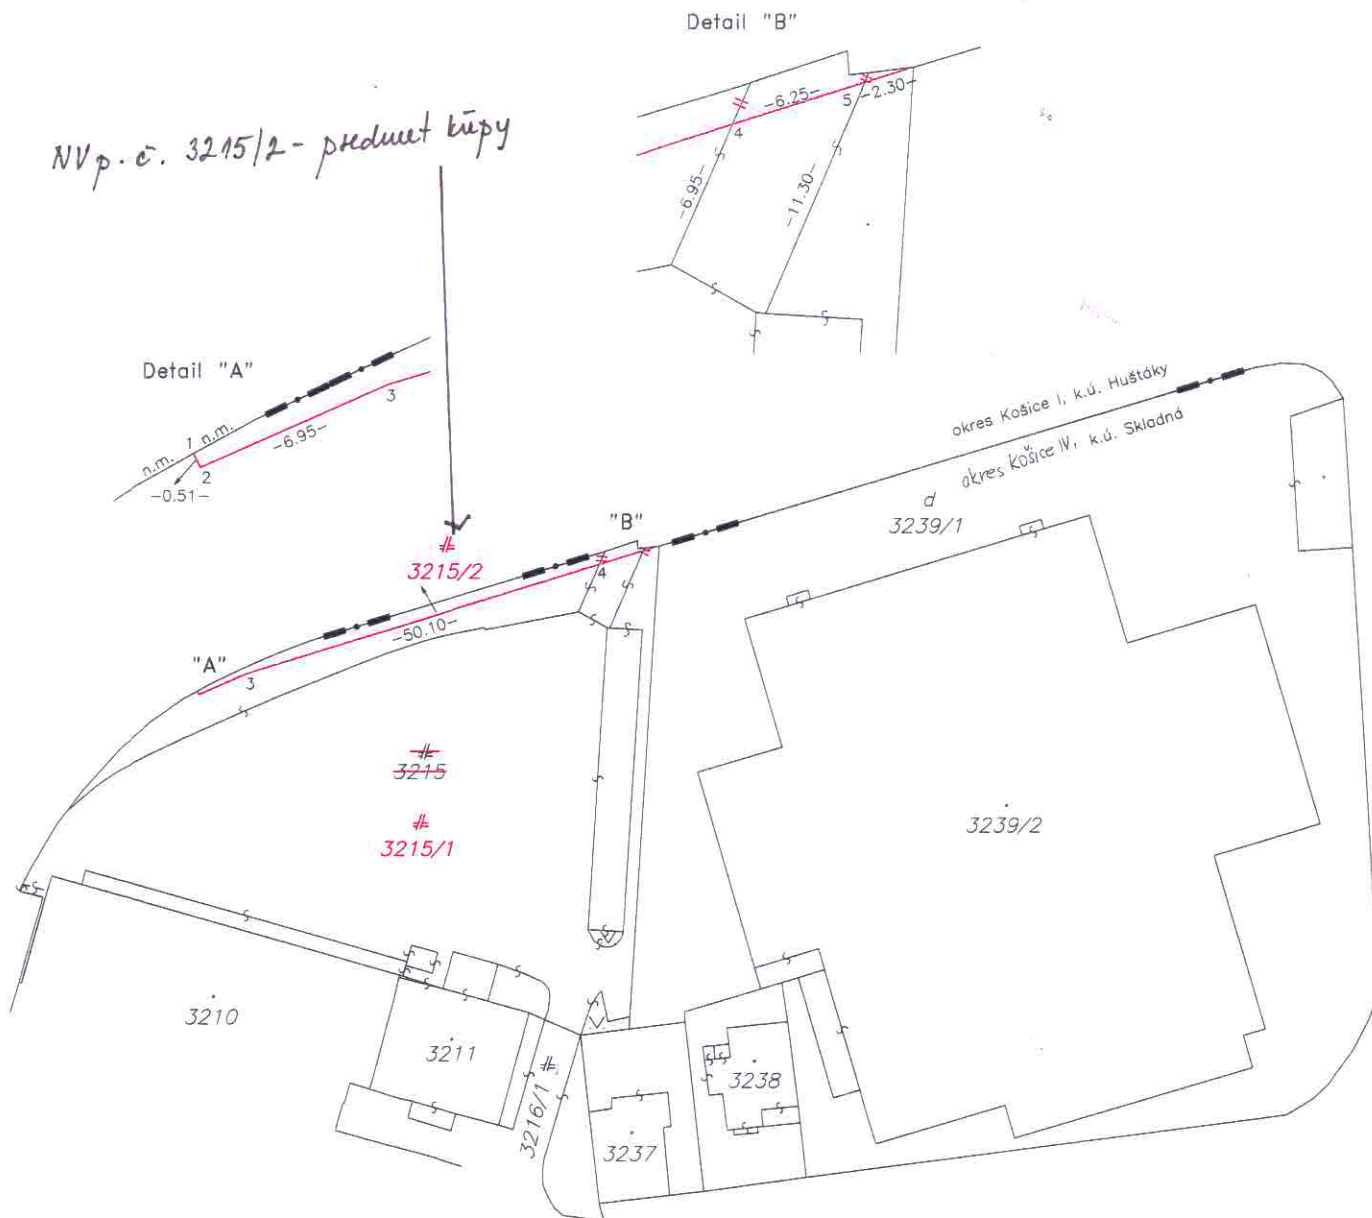 Detail "B"
-6.25-
5
-2.30-
4
-6.95-
-11.30-
NV p. č. 3215/2 - predmet kúpy
Detail "A"
3
n.m.
1
n.m.
-6.95-
2
-0.51-
okres Košice I, k.ú. Huštáky
okres Košice IV, k.ú. Skladná
"B"
d
3239/1
3215/2
4
-50.10-
"A"
3
3215
3215/1
3239/2
3210
3211
3216/1
3238
3237